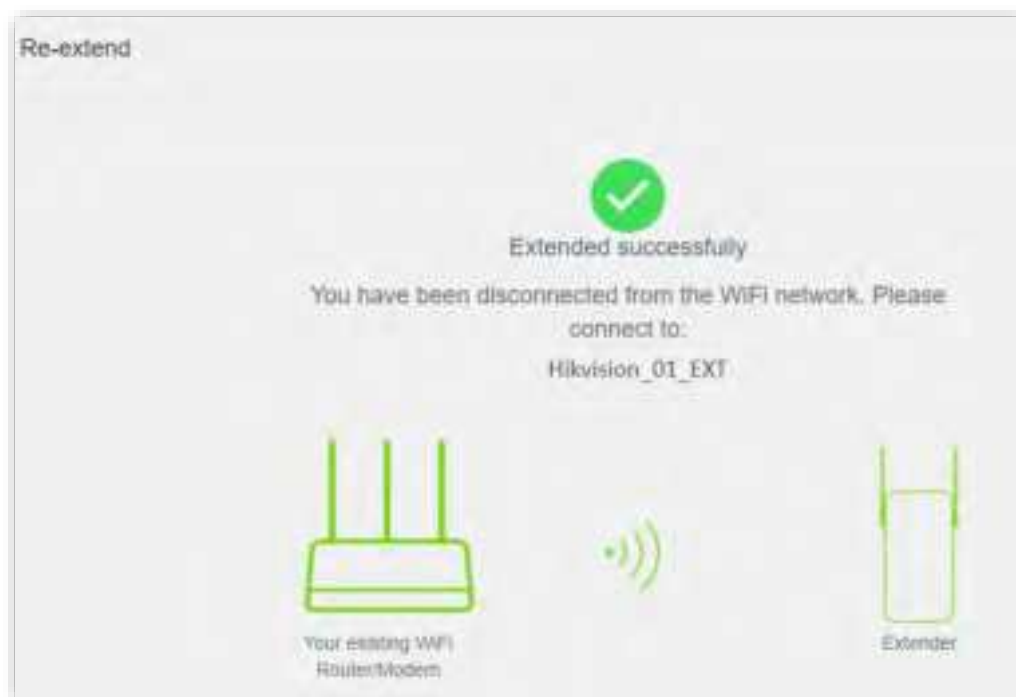 Re-extend
Extended successfully
You have been disconnected from the WiFi network. Please
connect to:
Hikvision_01_EXT
Your existing WiFi
Router/Modem
Extender